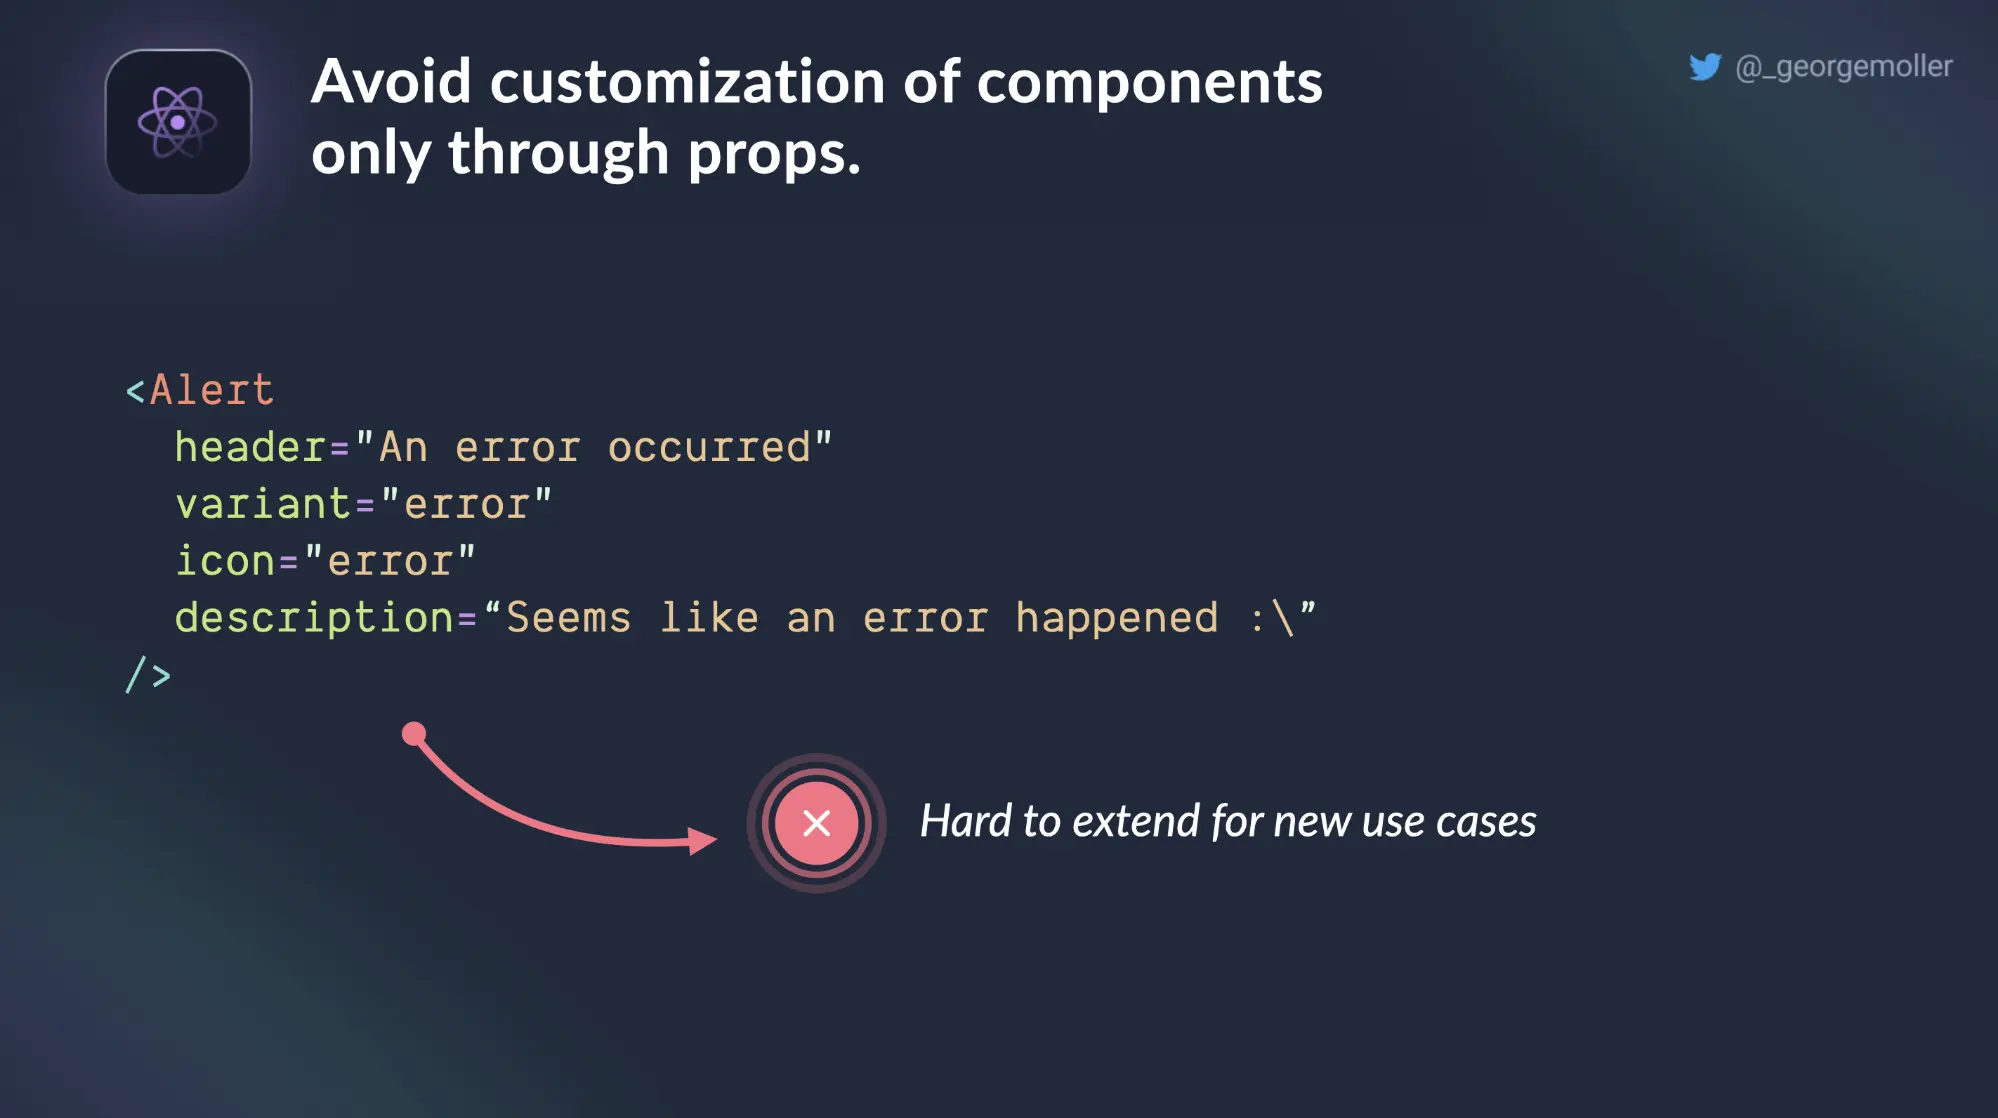 Avoid customization of components
only through props.
@_georgemoller
<Alert
  header="An error occurred"
  variant="error"
  icon="error"
  description=“Seems like an error happened :\”
/>
Hard to extend for new use cases